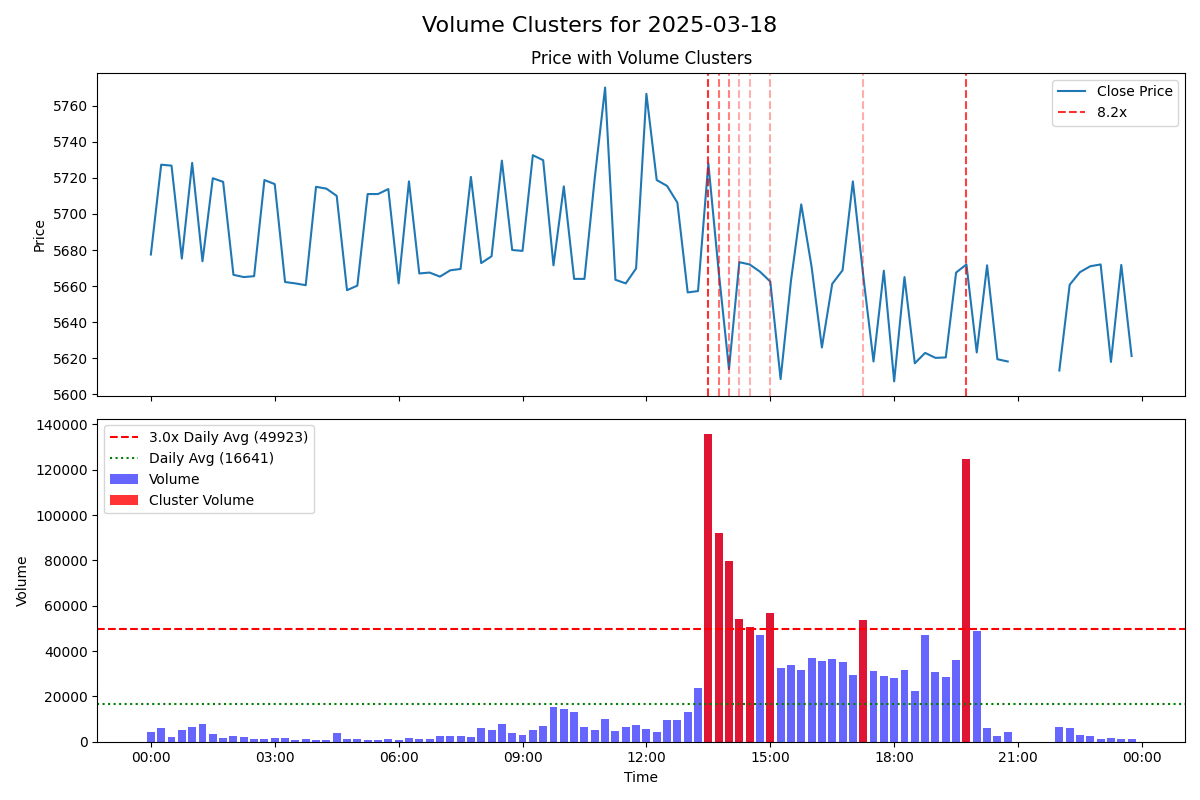 Volume Clusters for 2025-03-18
Price with Volume Clusters
Price
5760
5740
5720
5700
5680
5660
5640
5620
5600
Close Price
8.2x
Volume
140000
120000
100000
80000
60000
40000
20000
0
3.0x Daily Avg (49923)
Daily Avg (16641)
Volume
Cluster Volume
00:00 03:00 06:00 09:00 12:00 15:00 18:00 21:00 00:00
Time